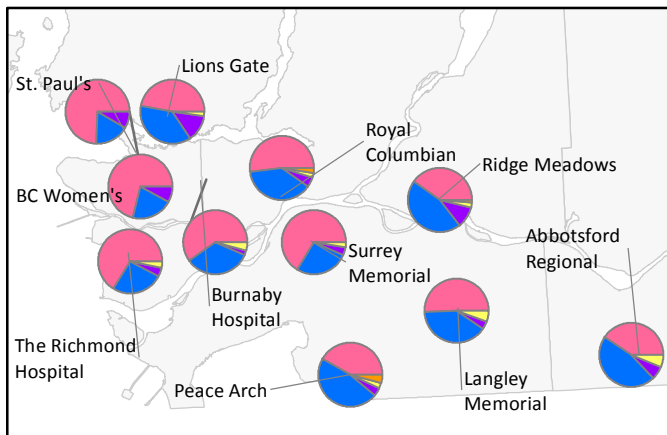 Lions Gate
St. Paul's
Royal
Columbian
Ridge Meadows
BC Women's
Abbotsford
Regional
Surrey
Memorial
Burnaby
Hospital
The Richmond
Hospital
Peace Arch
Langley
Memorial